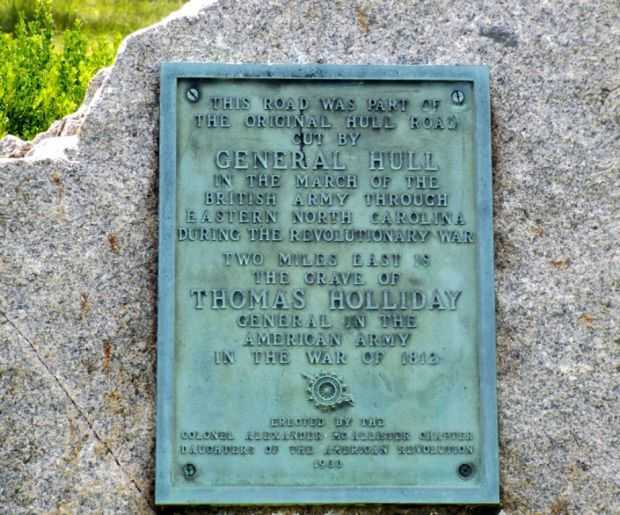 THIS ROAD WAS PART OF
THE ORIGINAL HULL ROAD
CUT BY
GENERAL HULL
IN THE MARCH OF THE
BRITISH ARMY THROUGH
EASTERN NORTH CAROLINA
DURING THE REVOLUTIONARY WAR
TWO MILES EAST IS
THE GRAVE OF
THOMAS HOLLIDAY
GENERAL IN THE
AMERICAN ARMY
IN THE WAR OF 1812
ERECTED BY THE
COLONEL ALEXANDER MCALLISTER CHAPTER
DAUGHTERS OF THE AMERICAN REVOLUTION